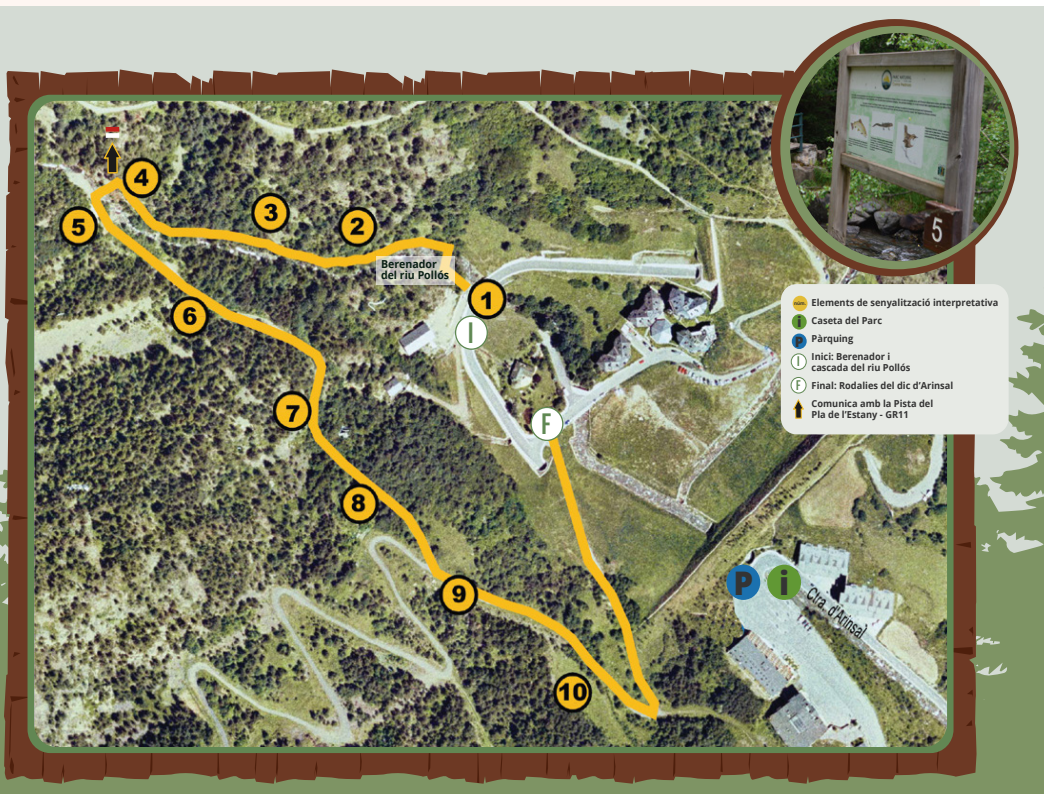 5
4
3
2
5
Berenador
del riu Pollós
1
I
6
7
F
8
9
10
P
i
Ctra. d'Arinsal
núm.
Elements de senyalització interpretativa
i
Caseta del Parc
P
Pàrquing
I
Inici: Berenador i
cascada del riu Pollós
F
Final: Rodalies del dic d'Arinsal
Comunica amb la Pista del
Pla de l'Estany - GR11